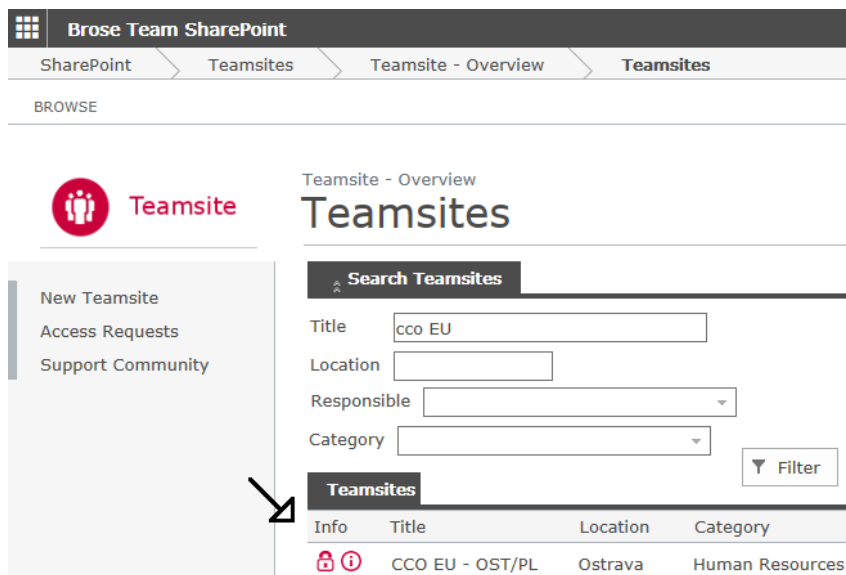 Brose Team SharePoint
SharePoint Teamsites Teamsite - Overview Teamsites
BROWSE
Teamsite
Teamsite - Overview
Teamsites
New Teamsite
Access Requests
Support Community
Search Teamsites
Title cco EU
Location
Responsible
Category
Filter
Teamsites
Info Title Location Category
CCO EU - OST/PL Ostrava Human Resources